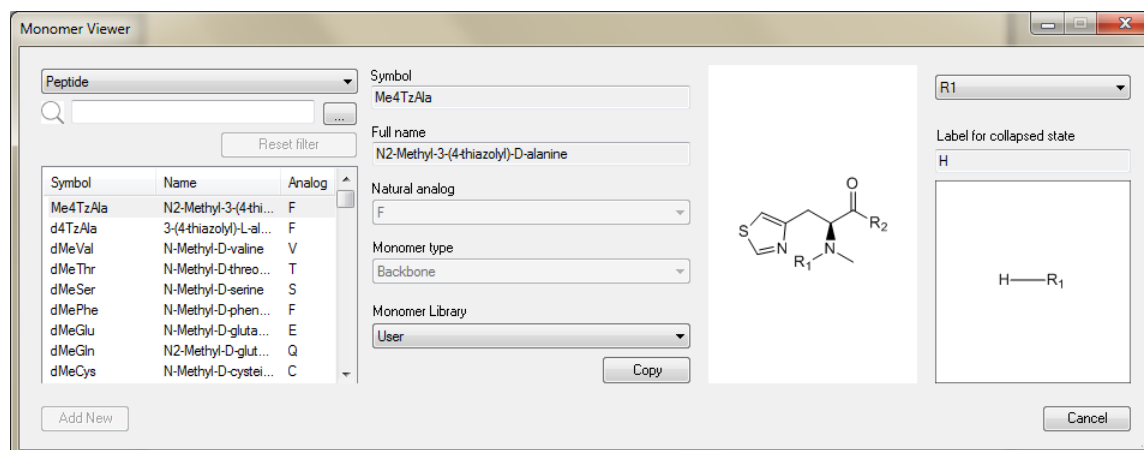 Monomer Viewer
Peptide
...
Reset filter
Symbol Name Analog
Me4TzAla N2-Methyl-3-(4-thi... F
d4TzAla 3-(4-thiazolyl)-L-al... F
dMeVal N-Methyl-D-valine V
dMeThr N-Methyl-D-threo... T
dMeSer N-Methyl-D-serine S
dMePhe N-Methyl-D-phen... F
dMeGlu N-Methyl-D-gluta... E
dMeGln N2-Methyl-D-glut... Q
dMeCys N-Methyl-D-cystei... C
Add New
Symbol
Me4TzAla
Full name
N2-Methyl-3-(4-thiazolyl)-D-alanine
Natural analog
F
Monomer type
Backbone
Monomer Library
User
Copy
O
S R2
N N
R1
R1
Label for collapsed state
H
H—R1
Cancel